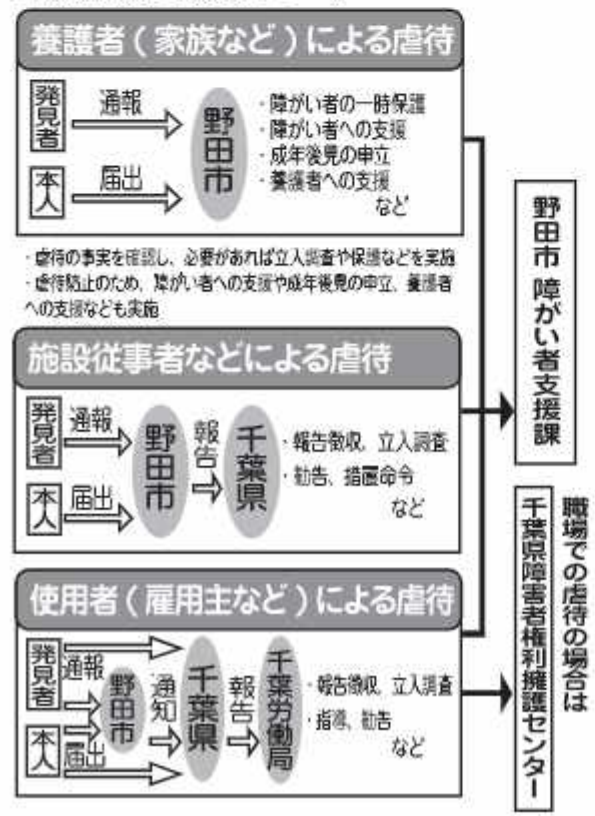 養護者(家族など)による虐待
発見者
通報
本人
届出
野田市
・障がい者の一時保護
・障がい者への支援
・成年後見の申立
・養護者への支援
など
・虐待の事実を確認し、必要があれば立入調査や保護などを実施
・虐待防止のため、障がい者への支援や成年後見の申立、養護者
への支援なども実施
施設従事者などによる虐待
発見者
通報
本人
届出
野田市
報告
千葉県
・報告徴収、立入調査
・勧告、措置命令
など
使用者(雇用主など)による虐待
発見者
通報
本人
届出
野田市
通知
千葉県
報告
千葉労働局
・報告徴収、立入調査
・指導、勧告
など
野田市 障がい者支援課
職場での虐待の場合は
千葉県障害者権利擁護センター